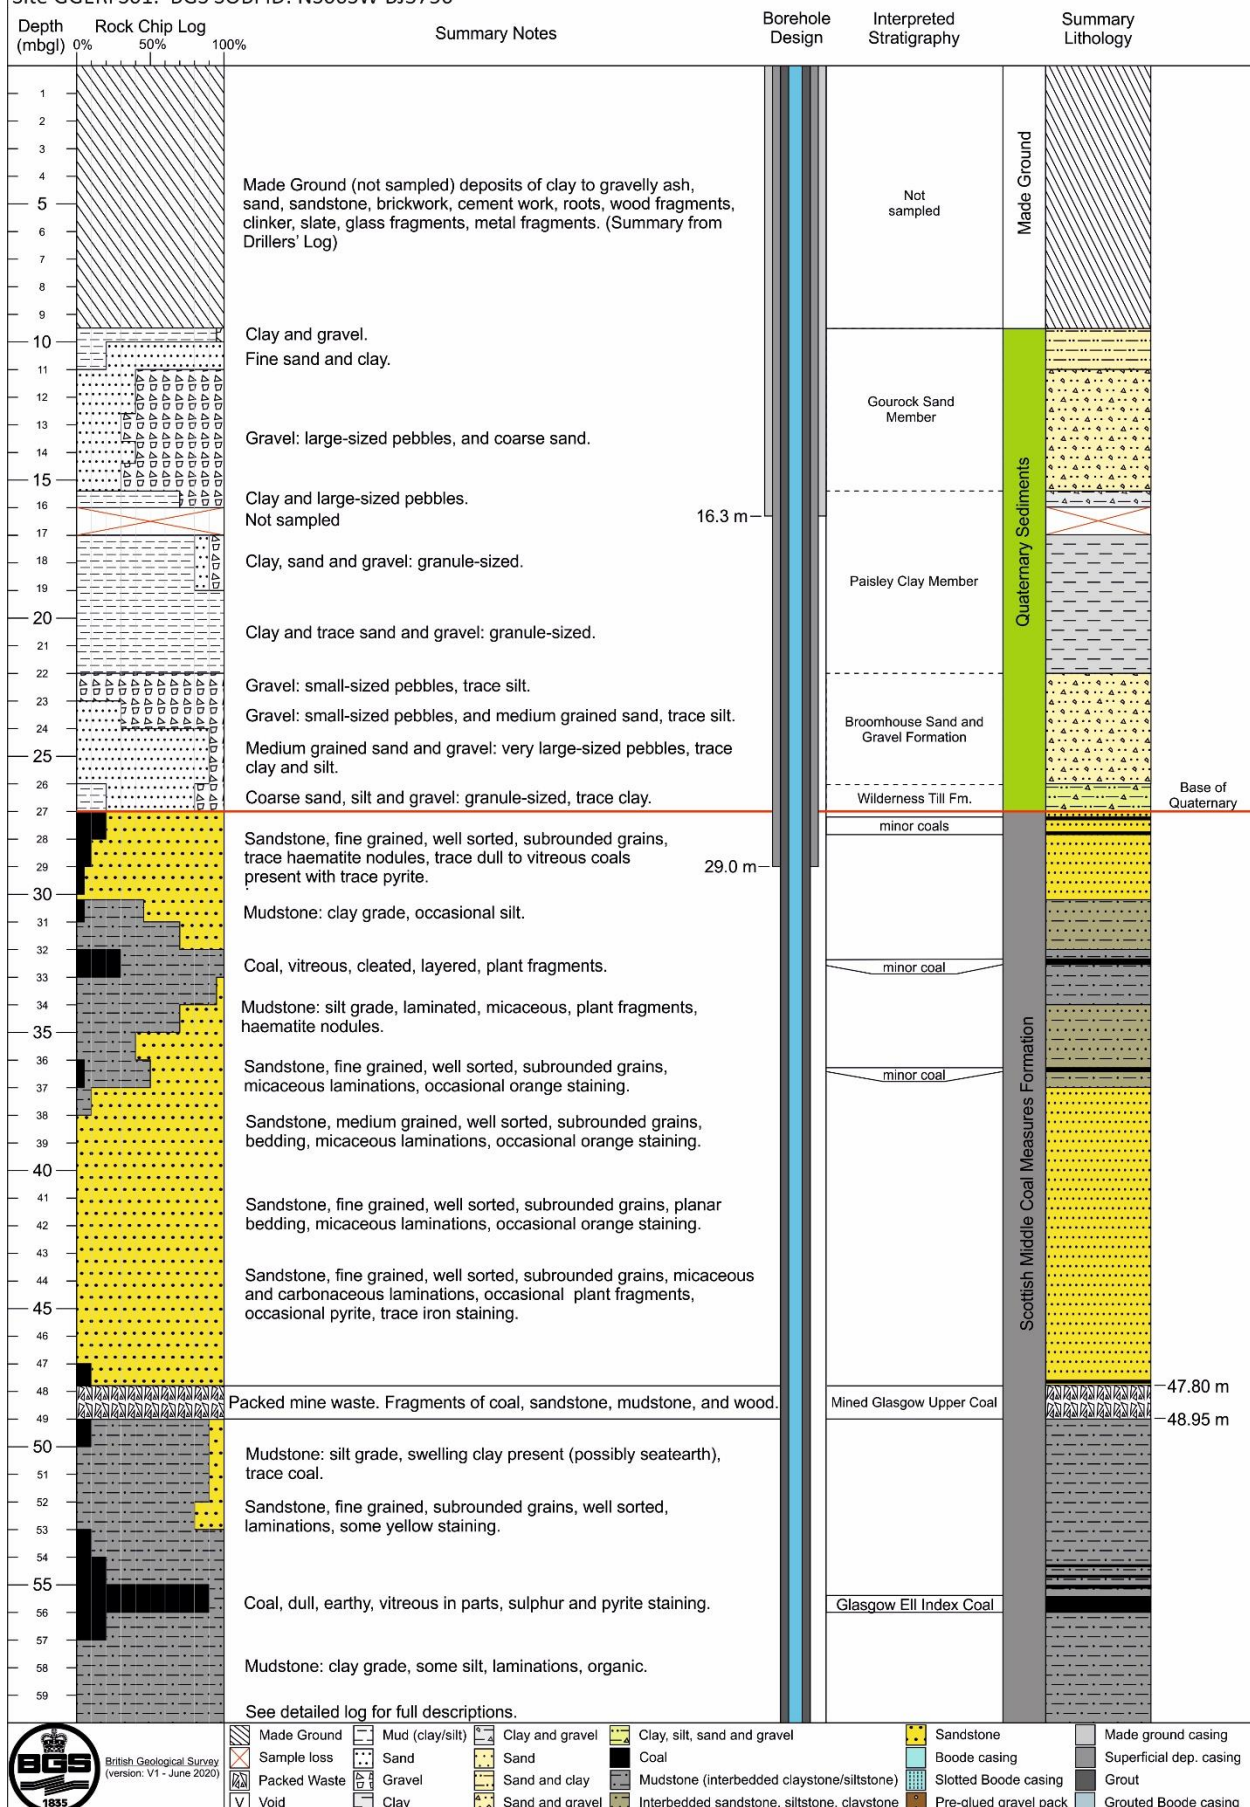 Depth
(mbgl)
Rock Chip Log
0% 50% 100%
Summary Notes
Borehole
Design
Interpreted
Stratigraphy
Summary
Lithology
1
2
3
4
5
6
7
8
9
10
11
12
13
14
15
16
17
18
19
20
21
22
23
24
25
26
27
28
29
30
31
32
33
34
35
36
37
38
39
40
41
42
43
44
45
46
47
48
49
50
51
52
53
54
55
56
57
58
59
Made Ground (not sampled) deposits of clay to gravelly ash,
sand, sandstone, brickwork, cement work, roots, wood fragments,
clinker, slate, glass fragments, metal fragments. (Summary from
Drillers' Log)
Clay and gravel.
Fine sand and clay.
Gravel: large-sized pebbles, and coarse sand.
Clay and large-sized pebbles.
Not sampled
Clay, sand and gravel: granule-sized.
Clay and trace sand and gravel: granule-sized.
Gravel: small-sized pebbles, trace silt.
Gravel: small-sized pebbles, and medium grained sand, trace silt.
Medium grained sand and gravel: very large-sized pebbles, trace
clay and silt.
Coarse sand, silt and gravel: granule-sized, trace clay.
Sandstone, fine grained, well sorted, subrounded grains,
trace haematite nodules, trace dull to vitreous coals
present with trace pyrite.
Mudstone: clay grade, occasional silt.
Coal, vitreous, cleated, layered, plant fragments.
Mudstone: silt grade, laminated, micaceous, plant fragments,
haematite nodules.
Sandstone, fine grained, well sorted, subrounded grains,
micaceous laminations, occasional orange staining.
Sandstone, medium grained, well sorted, subrounded grains,
bedding, micaceous laminations, occasional orange staining.
Sandstone, fine grained, well sorted, subrounded grains, planar
bedding, micaceous laminations, occasional orange staining.
Sandstone, fine grained, well sorted, subrounded grains, micaceous
and carbonaceous laminations, occasional plant fragments,
occasional pyrite, trace iron staining.
Packed mine waste. Fragments of coal, sandstone, mudstone, and wood.
Mudstone: silt grade, swelling clay present (possibly seatearth),
trace coal.
Sandstone, fine grained, subrounded grains, well sorted,
laminations, some yellow staining.
Coal, dull, earthy, vitreous in parts, sulphur and pyrite staining.
Mudstone: clay grade, some silt, laminations, organic.
See detailed log for full descriptions.
16.3 m
29.0 m
Not
sampled
Gourock Sand
Member
Paisley Clay Member
Broomhouse Sand and
Gravel Formation
Wilderness Till Fm.
minor coals
minor coal
minor coal
Mined Glasgow Upper Coal
Glasgow Ell Index Coal
Made Ground
Quaternary Sediments
Scottish Middle Coal Measures Formation
Base of
Quaternary
47.80 m
48.95 m
BGS
1835
British Geological Survey
(version: V1 - June 2020)
Made Ground
Sample loss
Packed Waste
V Void
Mud (clay/silt)
Sand
Gravel
Clay
Clay and gravel
Sand
Sand and clay
Sand and gravel
Clay, silt, sand and gravel
Coal
Mudstone (interbedded claystone/siltstone)
Interbedded sandstone, siltstone, claystone
Sandstone
Boode casing
Slotted Boode casing
Pre-glued gravel pack
Made ground casing
Superficial dep. casing
Grout
Grouted Boode casing